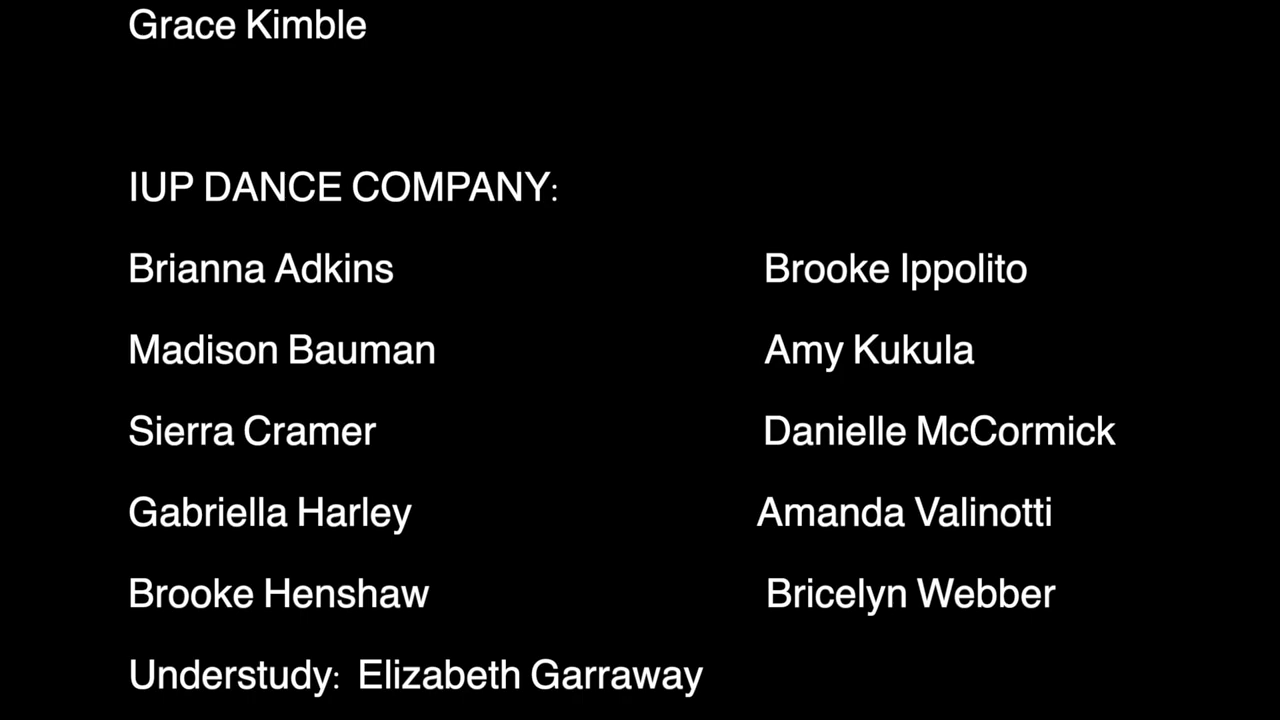 Grace Kimble
IUP DANCE COMPANY:
Brianna Adkins Brooke Ippolito
Madison Bauman Amy Kukula
Sierra Cramer Danielle McCormick
Gabriella Harley Amanda Valinotti
Brooke Henshaw Bricelyn Webber
Understudy: Elizabeth Garraway